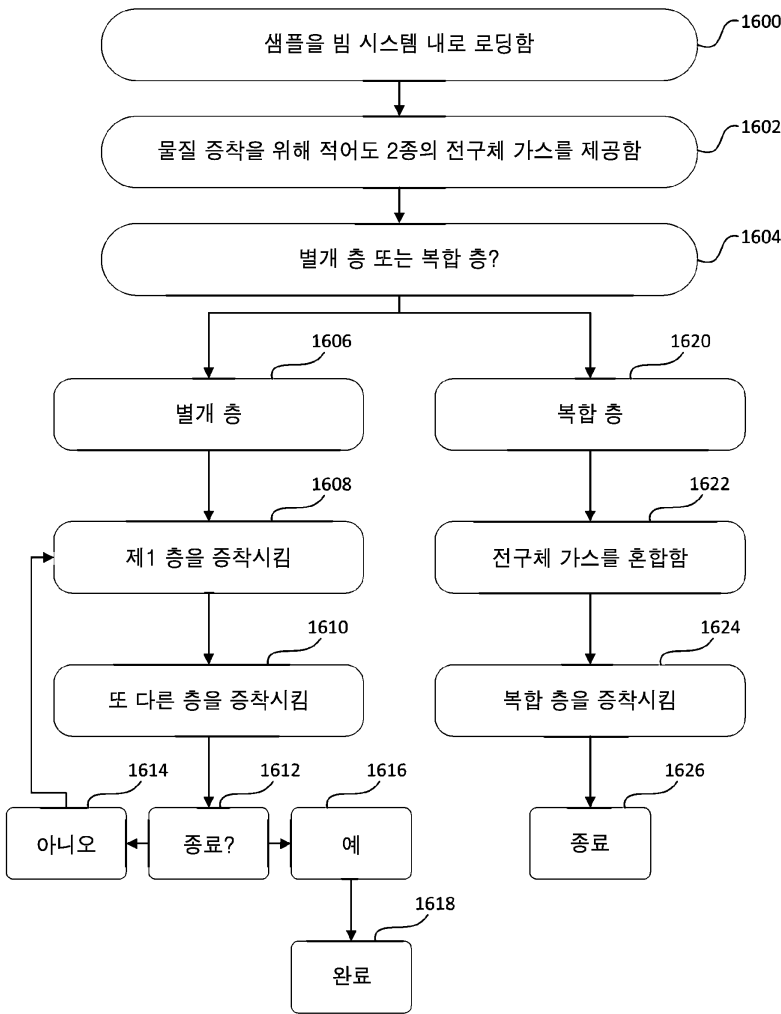 샘플을 빔 시스템 내로 로딩함
1600
물질 증착을 위해 적어도 2종의 전구체 가스를 제공함
1602
별개 층 또는 복합 층?
1604
1606
별개 층
1620
복합 층
1608
제1 층을 증착시킴
1622
전구체 가스를 혼합함
1610
또 다른 층을 증착시킴
1624
복합 층을 증착시킴
1614
아니오
1612
종료?
1616
예
1626
종료
1618
완료